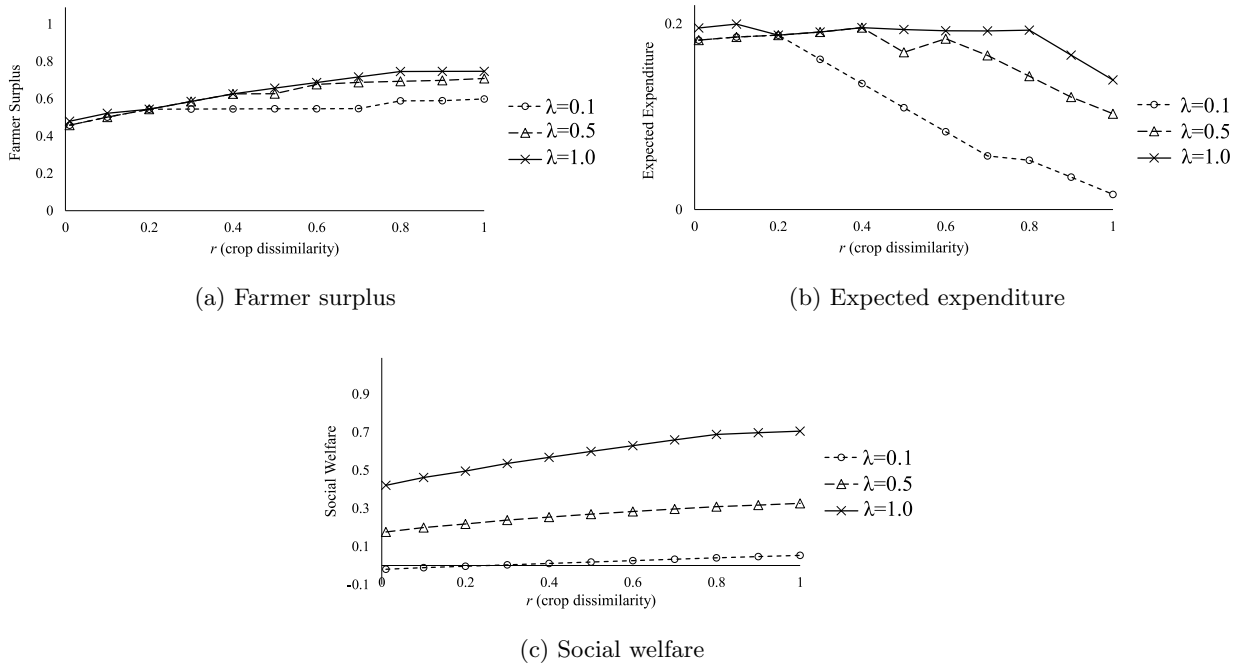 1
0.8
0.6
0.4
0.2
0
Farmer Surplus
0 0.2 0.4 0.6 0.8 1
r (crop dissimilarity)
λ=0.1
λ=0.5
λ=1.0
(a) Farmer surplus
0.2
0
Expected Expenditure
0 0.2 0.4 0.6 0.8 1
r (crop dissimilarity)
λ=0.1
λ=0.5
λ=1.0
(b) Expected expenditure
0.9
0.7
0.5
0.3
0.1
-0.1
Social Welfare
0 0.2 0.4 0.6 0.8 1
r (crop dissimilarity)
λ=0.1
λ=0.5
λ=1.0
(c) Social welfare